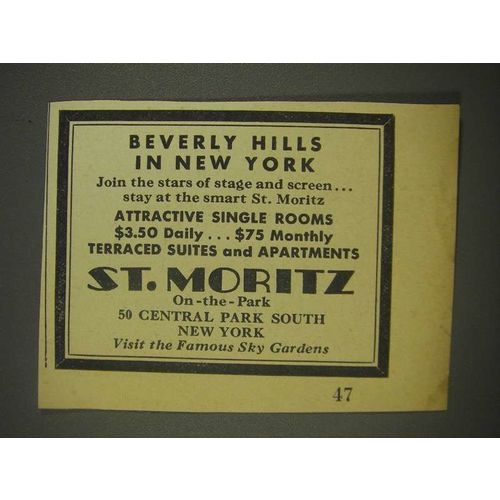 BEVERLY HILLS
IN NEW YORK
Join the stars of stage and screen...
stay at the smart St. Moritz
ATTRACTIVE SINGLE ROOMS
$3.50 Daily... $75 Monthly
TERRACED SUITES and APARTMENTS
ST. MORITZ
On-the-Park
50 CENTRAL PARK SOUTH
NEW YORK
Visit the Famous Sky Gardens
47